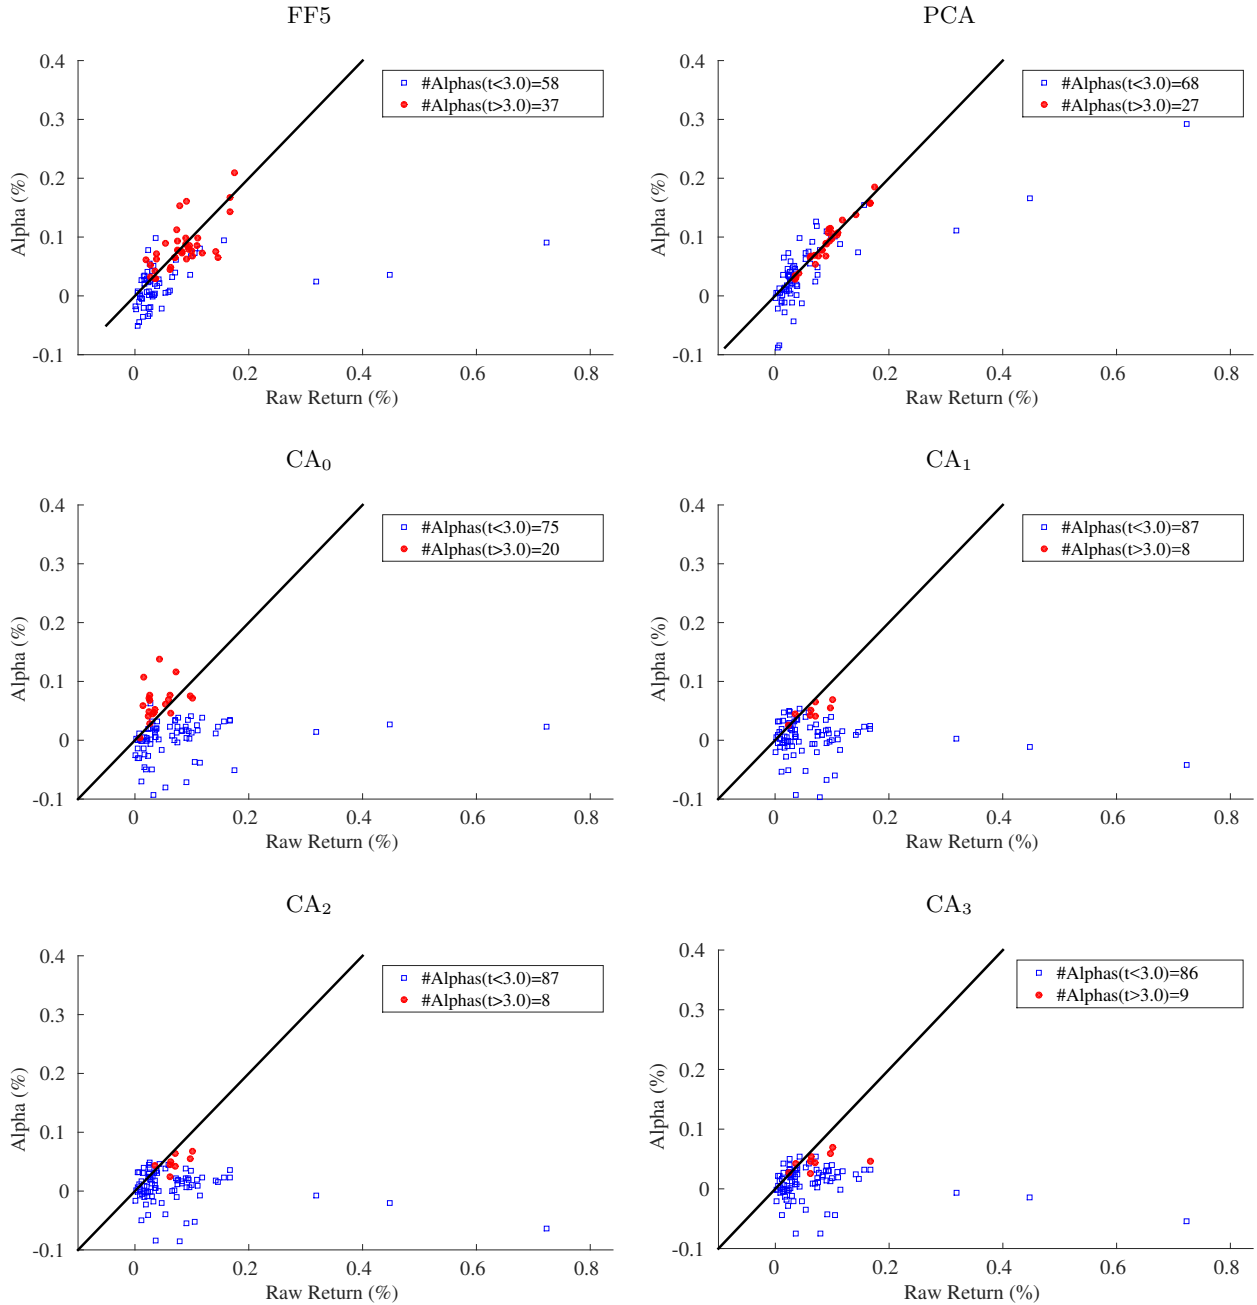 FF5
0.4
0.3
0.2
0.1
0
-0.1
Alpha (%)
#Alphas(t<3.0)=58
#Alphas(t>3.0)=37
0 0.2 0.4 0.6 0.8
Raw Return (%)
PCA
0.4
0.3
0.2
0.1
0
-0.1
Alpha (%)
#Alphas(t<3.0)=68
#Alphas(t>3.0)=27
0 0.2 0.4 0.6 0.8
Raw Return (%)
CA₀
0.4
0.3
0.2
0.1
0
-0.1
Alpha (%)
#Alphas(t<3.0)=75
#Alphas(t>3.0)=20
0 0.2 0.4 0.6 0.8
Raw Return (%)
CA₁
0.4
0.3
0.2
0.1
0
-0.1
Alpha (%)
#Alphas(t<3.0)=87
#Alphas(t>3.0)=8
0 0.2 0.4 0.6 0.8
Raw Return (%)
CA₂
0.4
0.3
0.2
0.1
0
-0.1
Alpha (%)
#Alphas(t<3.0)=87
#Alphas(t>3.0)=8
0 0.2 0.4 0.6 0.8
Raw Return (%)
CA₃
0.4
0.3
0.2
0.1
0
-0.1
Alpha (%)
#Alphas(t<3.0)=86
#Alphas(t>3.0)=9
0 0.2 0.4 0.6 0.8
Raw Return (%)